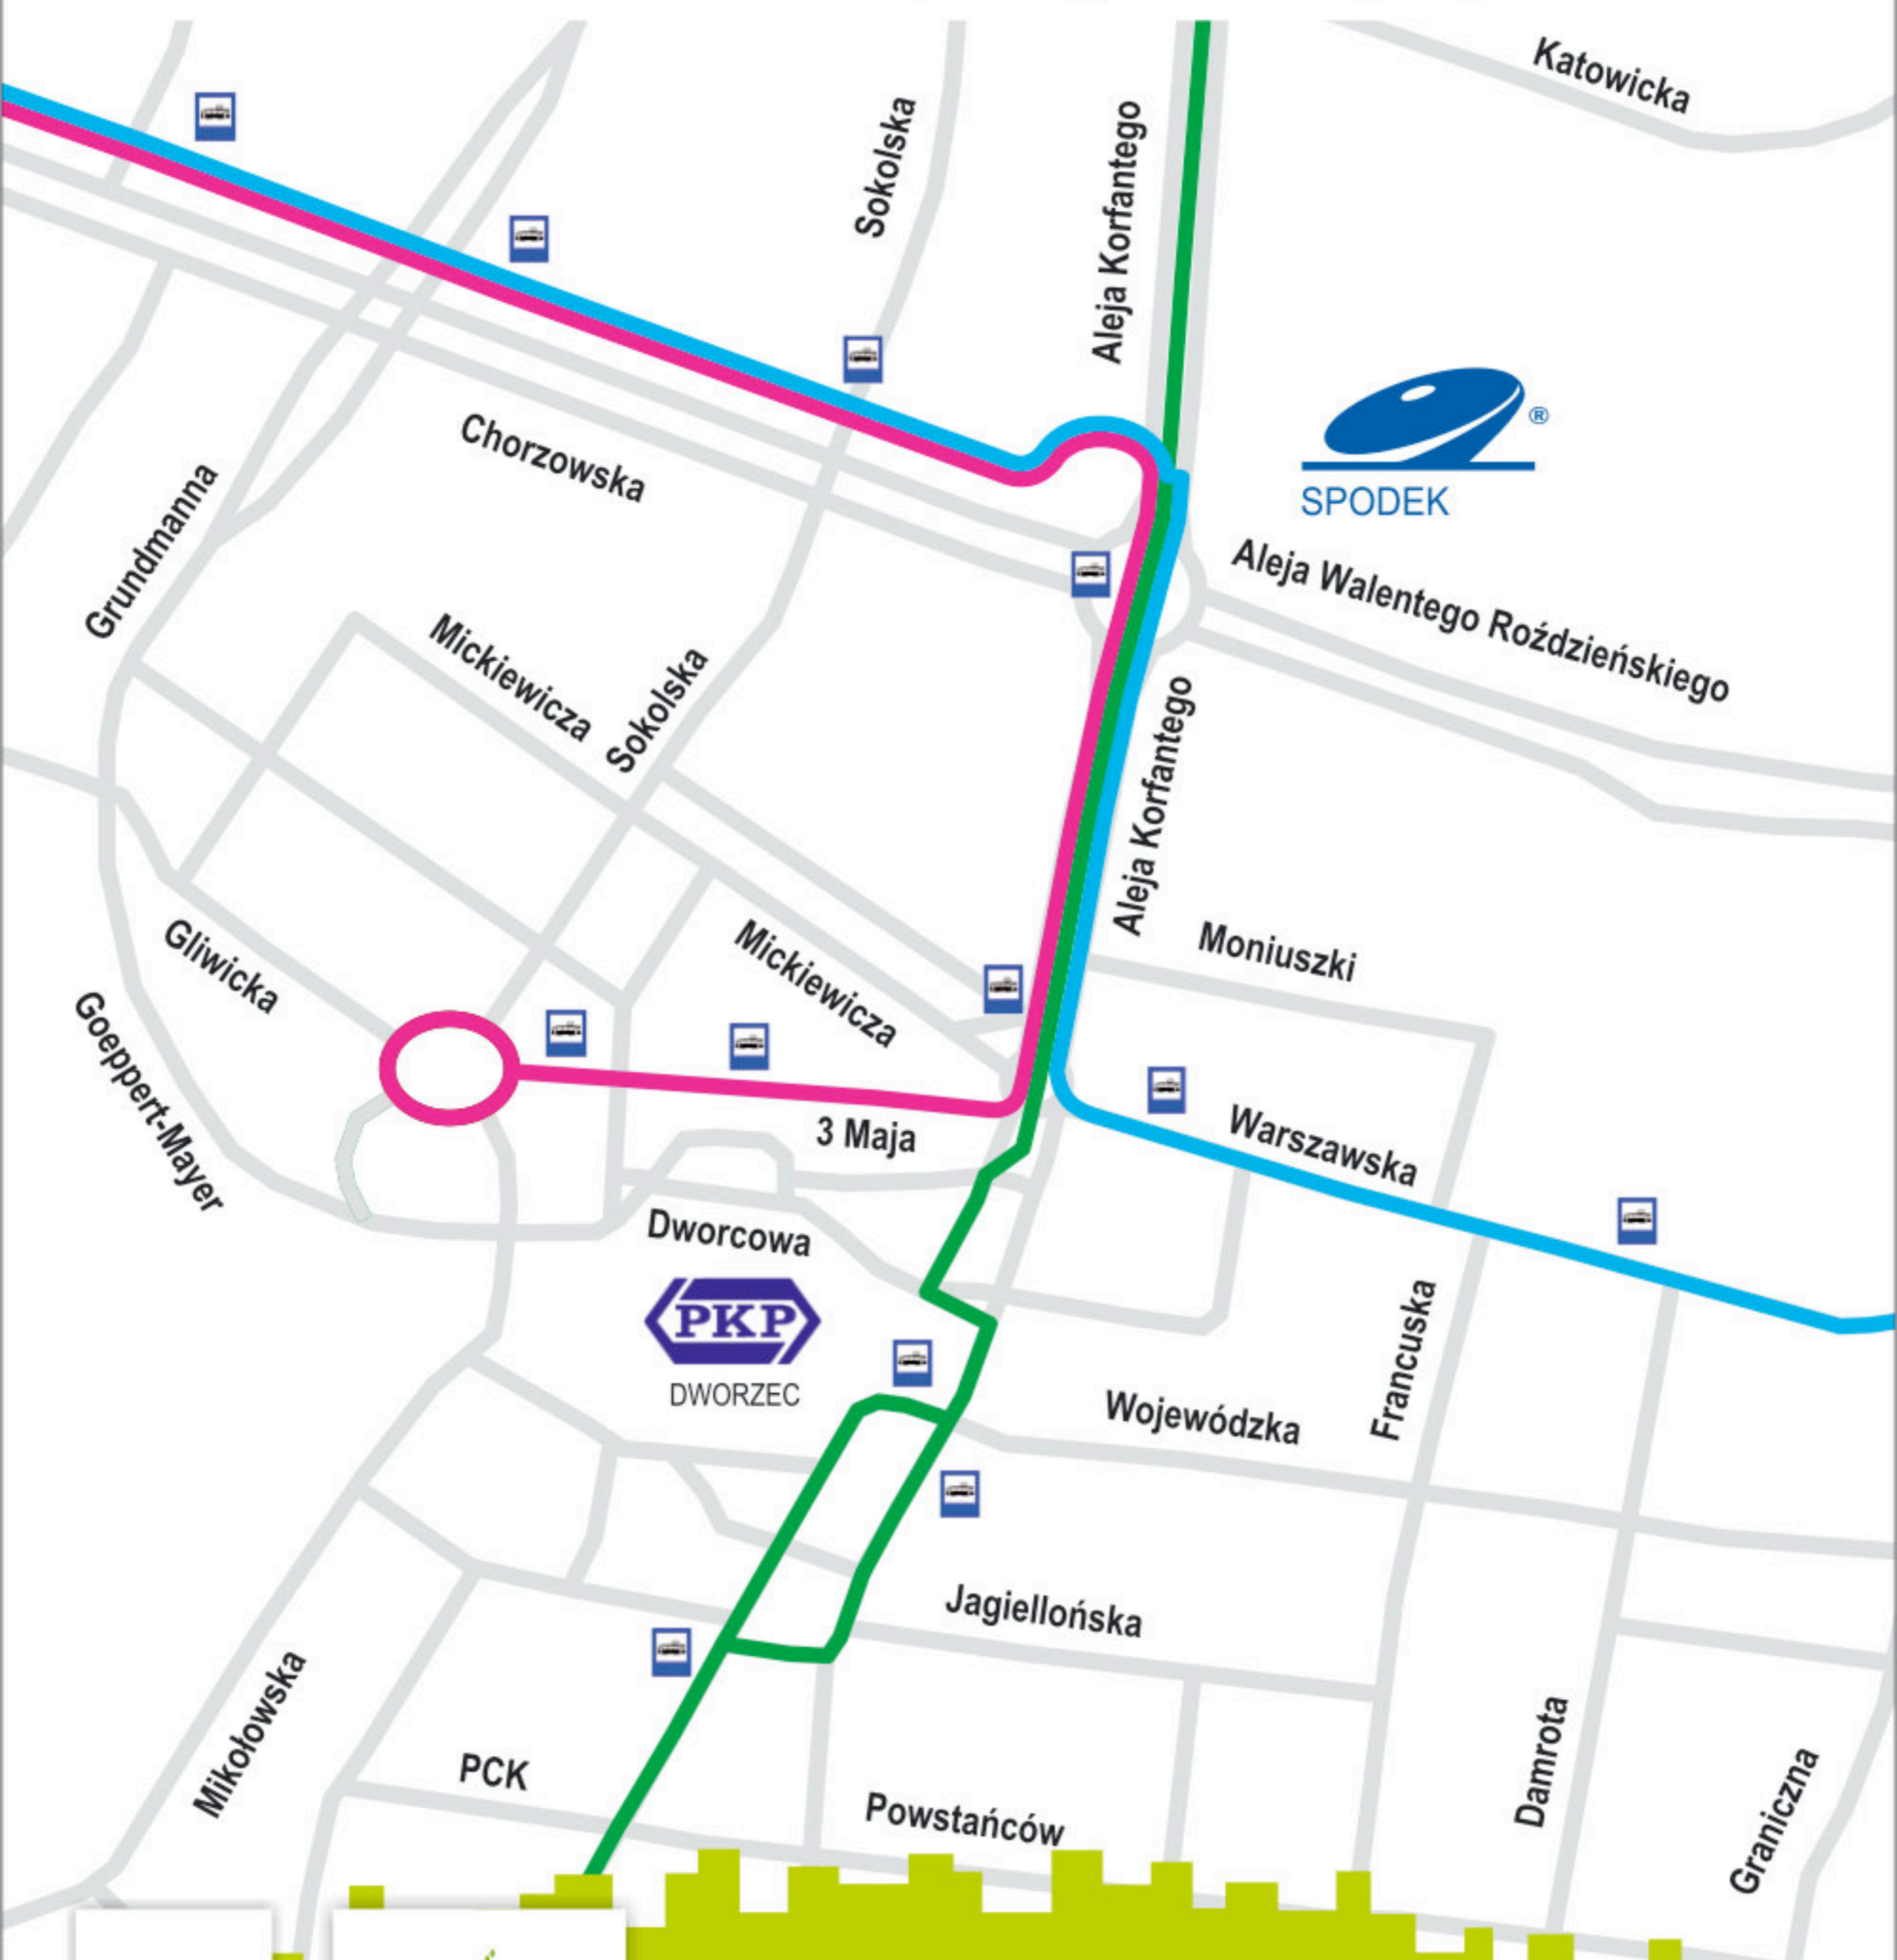 Katowicka
Sokolska
Aleja Korfantego
®
SPODEK
Chorzowska
Grundmanna
Aleja Walentego Roździeńskiego
Mickiewicza
Sokolska
Aleja Korfantego
Moniuszki
Gliwicka
Mickiewicza
Goeppert-Mayer
3 Maja
Warszawska
Dworcowa
PKP
DWORZEC
Francuska
Wojewódzka
Jagiellońska
Mikołowska
PCK
Powstańców
Damrota
Graniczna